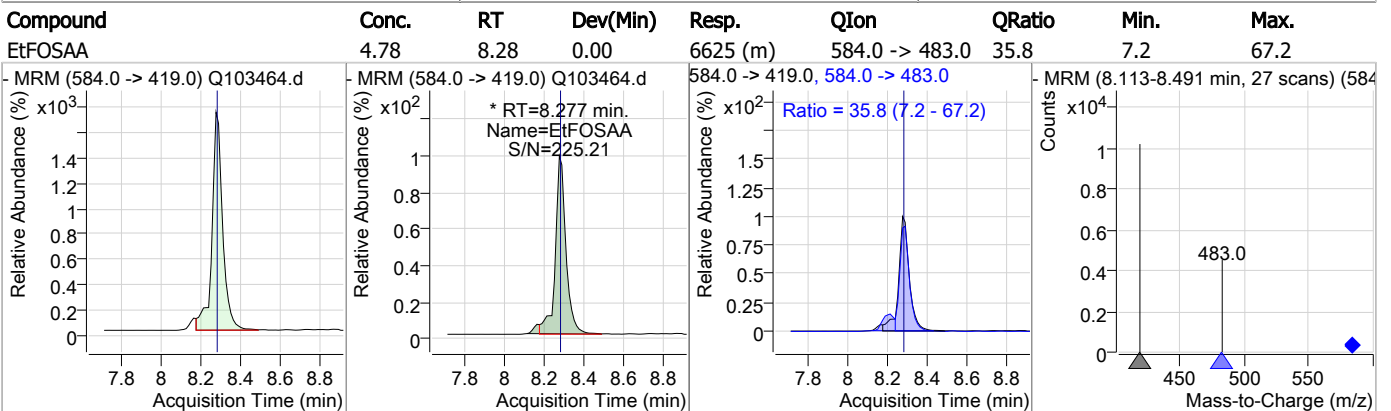 Compound Conc. RT Dev(Min) Resp. QIon QRatio Min. Max.
EtFOSAA 4.78 8.28 0.00 6625 (m) 584.0 -> 483.0 35.8 7.2 67.2
- MRM (584.0 -> 419.0) Q103464.d
x10³
1.4
1.2
1
0.8
0.6
0.4
0.2
0
Relative Abundance (%)
7.8 8 8.2 8.4 8.6 8.8
Acquisition Time (min)
- MRM (584.0 -> 419.0) Q103464.d
x10²
* RT=8.277 min.
Name=EtFOSAA
S/N=225.21
1
0.8
0.6
0.4
0.2
0
Relative Abundance (%)
7.8 8 8.2 8.4 8.6 8.8
Acquisition Time (min)
584.0 -> 419.0, 584.0 -> 483.0
x10²
Ratio = 35.8 (7.2 - 67.2)
1.5
1.25
1
0.75
0.5
0.25
0
Relative Abundance (%)
7.8 8 8.2 8.4 8.6 8.8
Acquisition Time (min)
- MRM (8.113-8.491 min, 27 scans) (584
x10⁴
1
0.8
0.6
0.4
0.2
0
Counts
483.0
450 500 550
Mass-to-Charge (m/z)